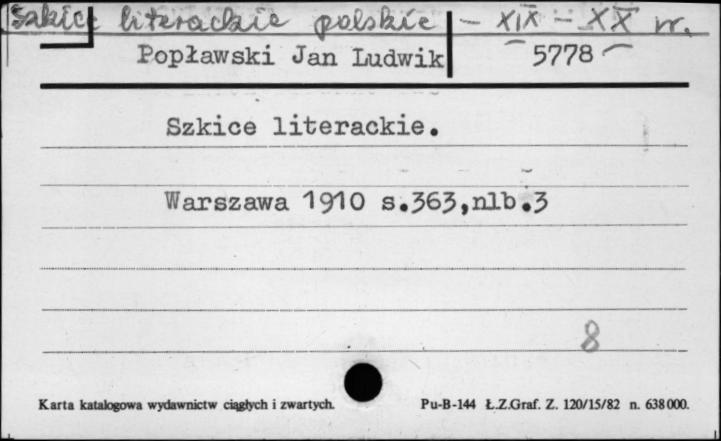 Szkice literackie polskie - XIX - XX w.
Popławski Jan Ludwik 5778
Szkice literackie.
Warszawa 1910 s.363,nlb.3
8
Karta katalogowa wydawnictw ciągłych i zwartych. Pu-B-144 Ł.Z.Graf. Z. 120/15/82 n. 638000.